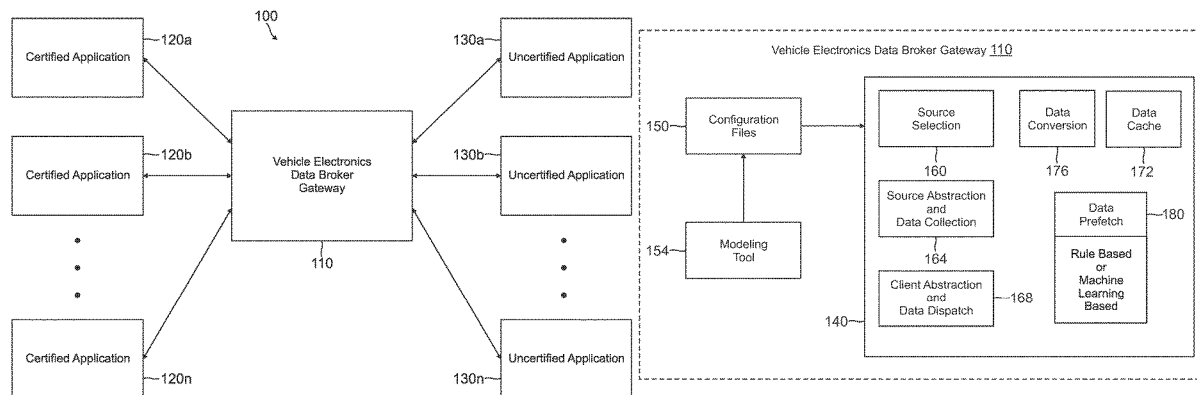 100
Certified Application
120a
130a
Uncertified Application
Certified Application
120b
Vehicle Electronics
Data Broker
Gateway
110
130b
Uncertified Application
Certified Application
120n
130n
Uncertified Application
Vehicle Electronics Data Broker Gateway 110
150
Configuration
Files
154
Modeling
Tool
140
Source
Selection
160
Data
Conversion
176
Data
Cache
172
Source Abstraction
and
Data Collection
164
Client Abstraction
and
Data Dispatch
168
Data
Prefetch
180
Rule Based
or
Machine
Learning
Based